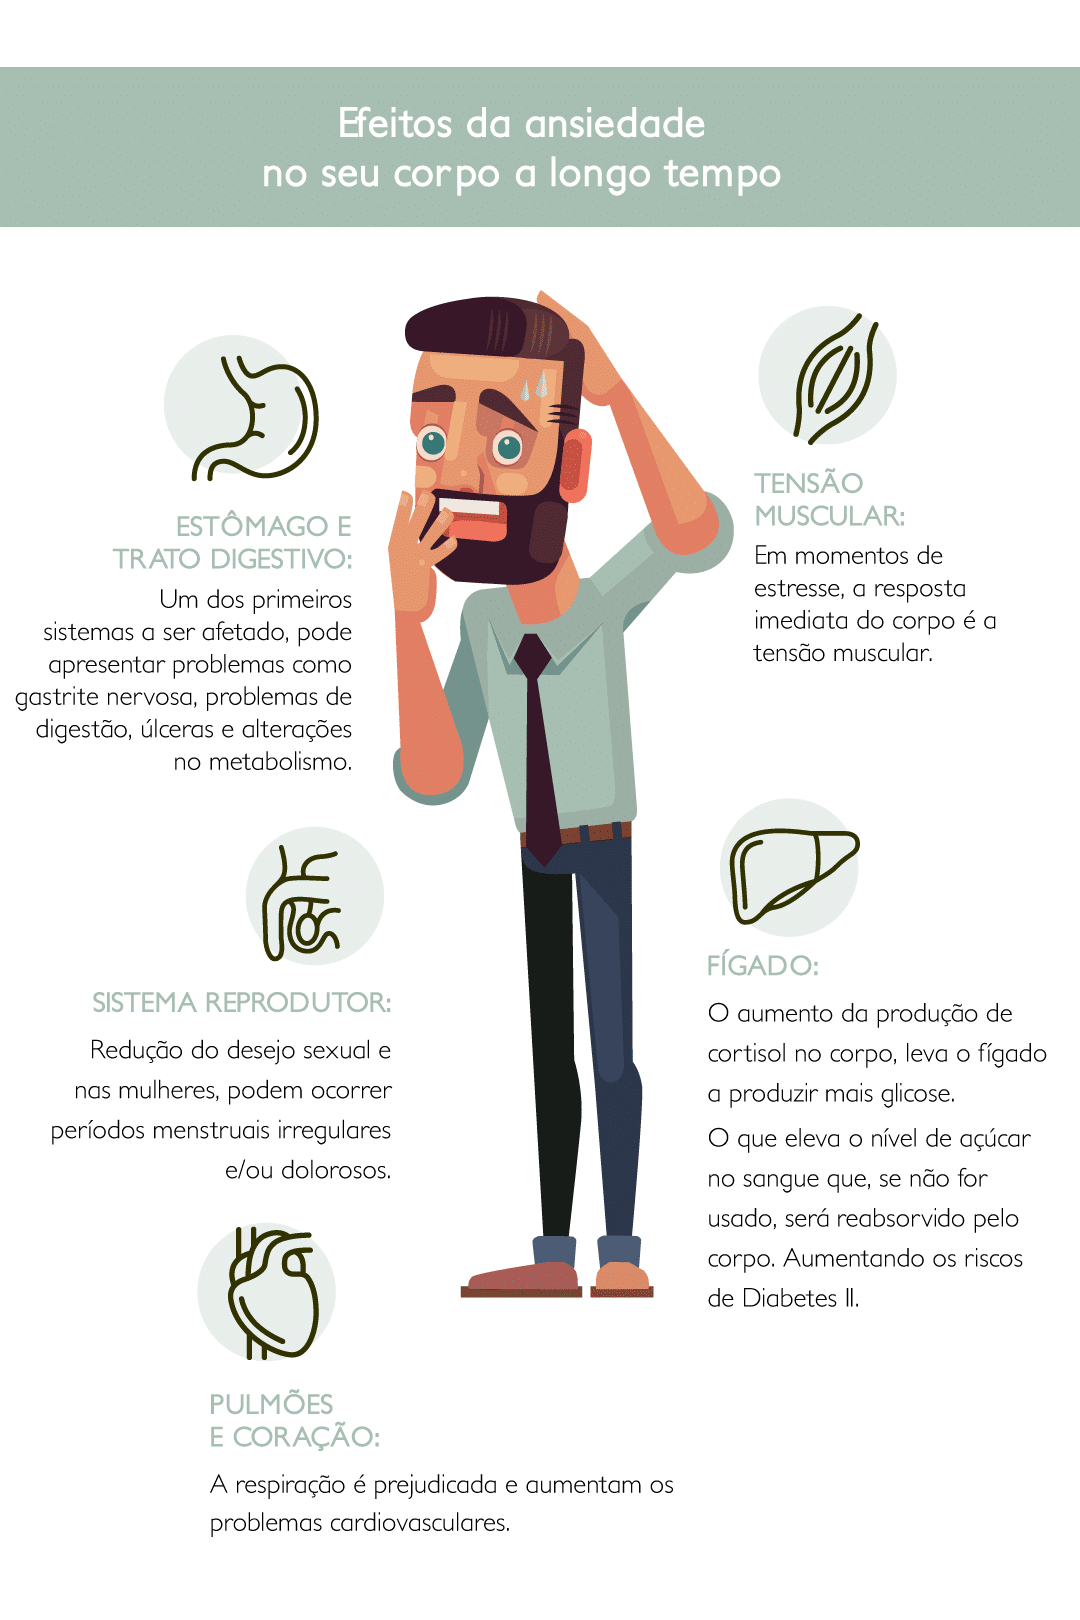 Efeitos da ansiedade
no seu corpo a longo tempo
ESTÔMAGO E
TRATO DIGESTIVO:
Um dos primeiros
sistemas a ser afetado, pode
apresentar problemas como
gastrite nervosa, problemas de
digestão, úlceras e alterações
no metabolismo.
TENSÃO
MUSCULAR:
Em momentos de
estresse, a resposta
imediata do corpo é a
tensão muscular.
SISTEMA REPRODUTOR:
Redução do desejo sexual e
nas mulheres, podem ocorrer
períodos menstruais irregulares
e/ou dolorosos.
FÍGADO:
O aumento da produção de
cortisol no corpo, leva o fígado
a produzir mais glicose.
O que eleva o nível de açúcar
no sangue que, se não for
usado, será reabsorvido pelo
corpo. Aumentando os riscos
de Diabetes II.
PULMÕES
E CORAÇÃO:
A respiração é prejudicada e aumentam os
problemas cardiovasculares.